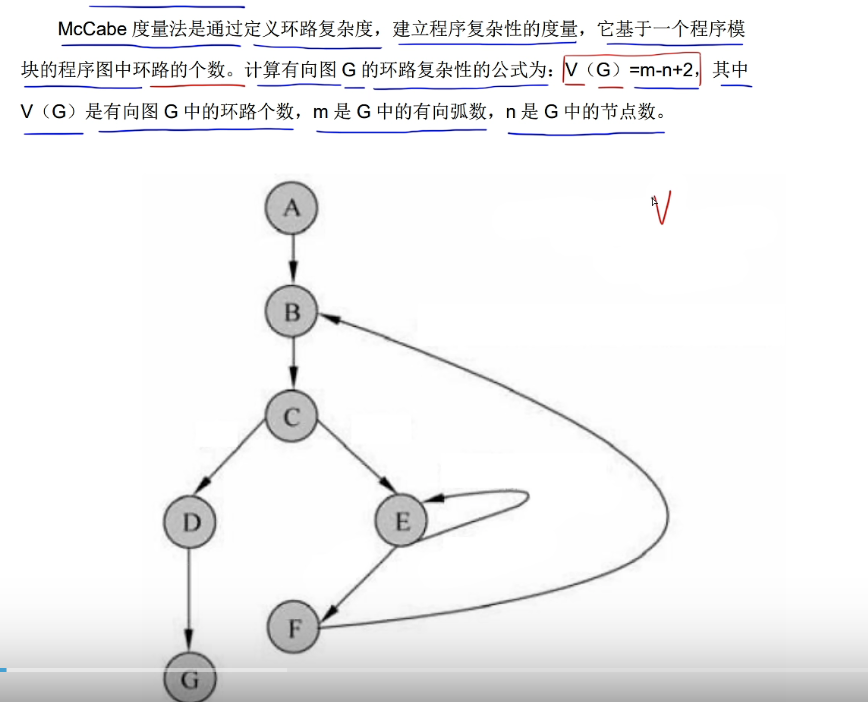 McCabe 度量法是通过定义环路复杂度，建立程序复杂性的度量，它基于一个程序模
块的程序图中环路的个数。计算有向图 G 的环路复杂性的公式为：V（G）=m-n+2，其中
V（G）是有向图 G 中的环路个数，m 是 G 中的有向弧数，n 是 G 中的节点数。
A
V
B
C
D
E
F
G